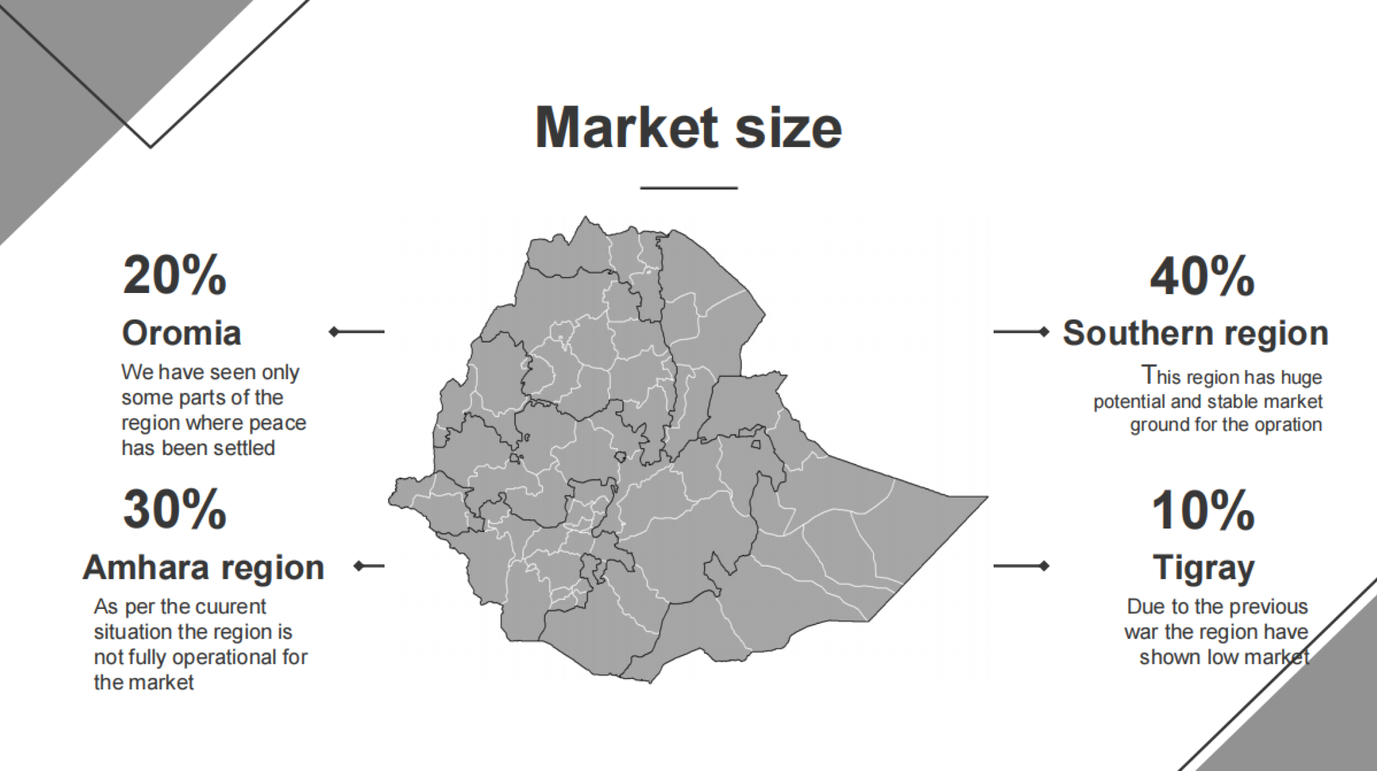 Market size
20%
Oromia
We have seen only
some parts of the
region where peace
has been settled
30%
Amhara region
As per the cuurent
situation the region is
not fully operational for
the market
40%
Southern region
This region has huge
potential and stable market
ground for the opration
10%
Tigray
Due to the previous
war the region have
shown low market